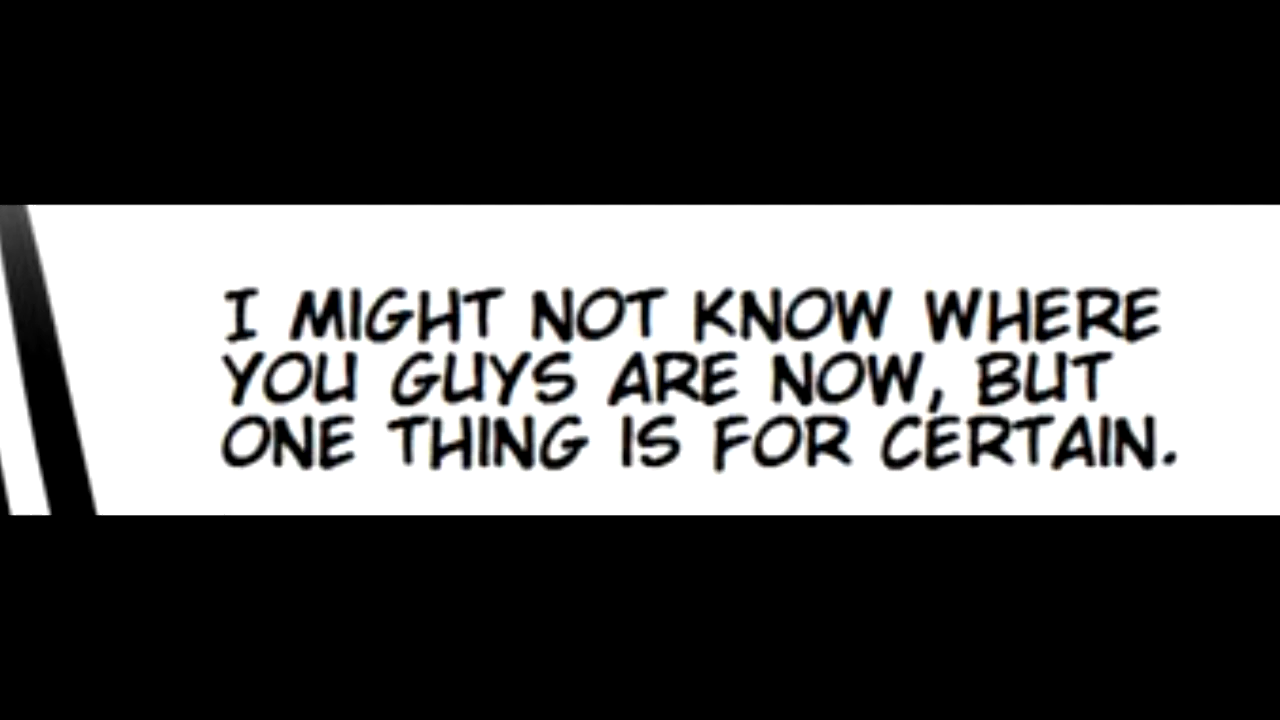 I MIGHT NOT KNOW WHERE
YOU GUYS ARE NOW, BUT
ONE THING IS FOR CERTAIN.